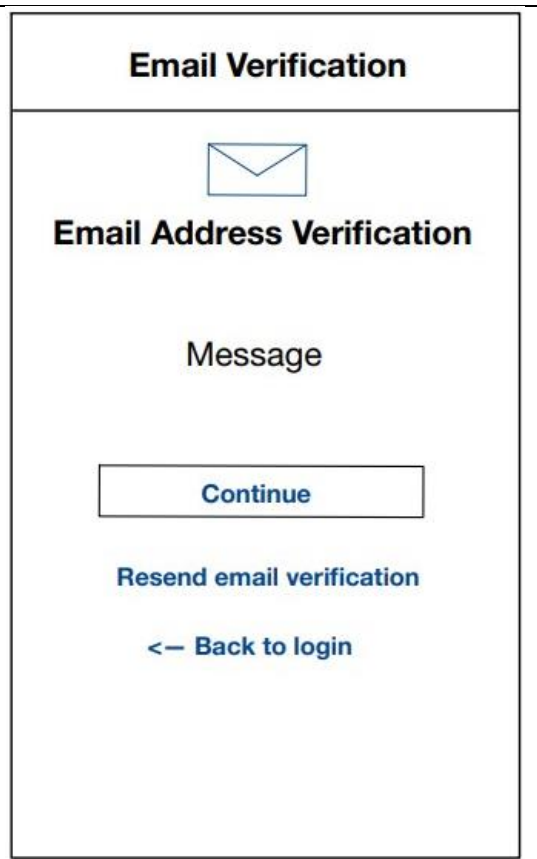 Email Verification
Email Address Verification
Message
Continue
Resend email verification
<— Back to login